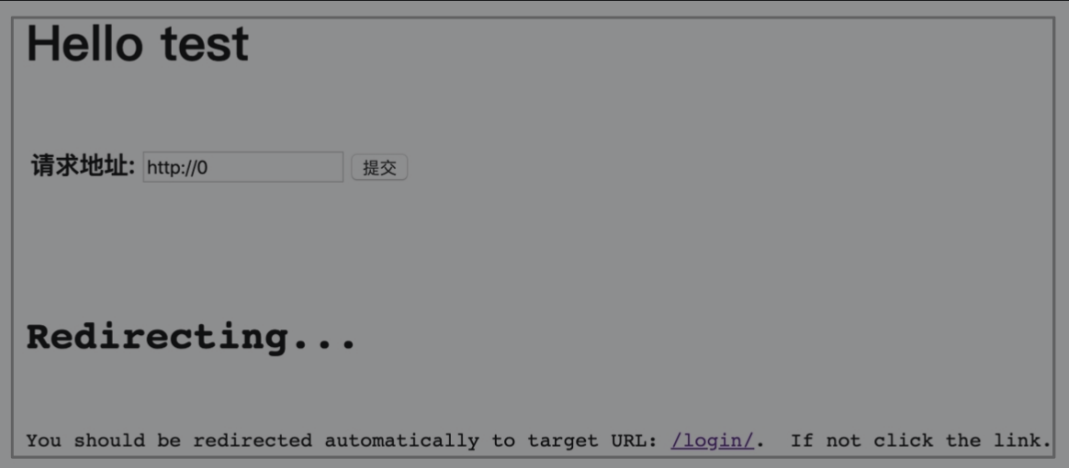 Hello test
请求地址: http://0 提交
Redirecting...
You should be redirected automatically to target URL: /login/. If not click the link.